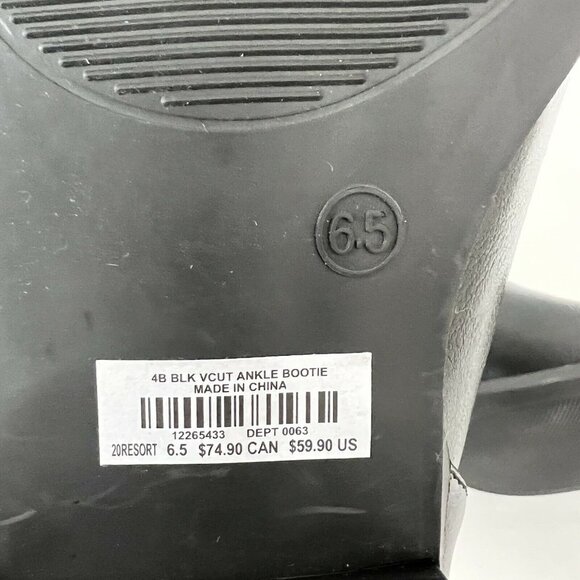 6.5
4B BLK VCUT ANKLE BOOTIE
MADE IN CHINA
12265433 DEPT 0063
20RESORT 6.5 $74.90 CAN $59.90 US